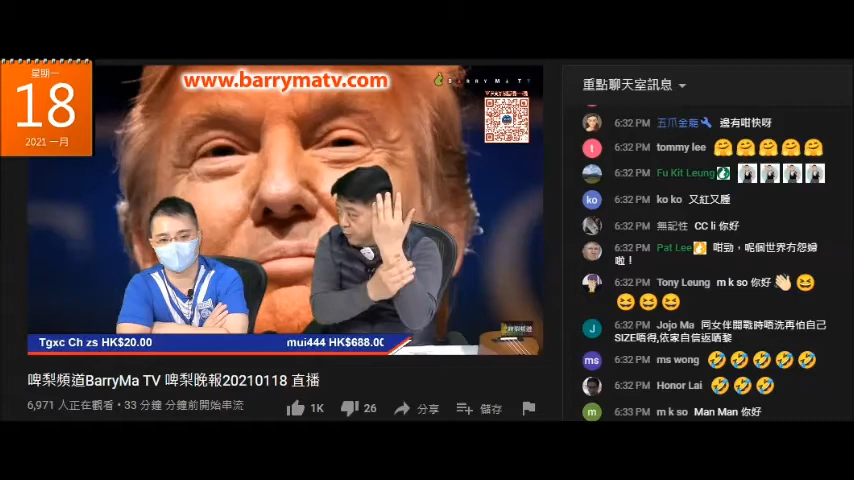 星期一
18
2021 一月
www.barrymatv.com
BARRYMATV
Tgxc Ch zs HK$20.00
mui444 HK$688.00
啤梨頻道BarryMa TV 啤梨晚報20210118 直播
6,971 人正在觀看 • 33 分鐘 分鐘前開始串流
1K
26
分享
儲存
重點聊天室訊息
6:32 PM 五爪金龍🔧 邊有咁快呀
6:32 PM tommy lee 🤗🤗🤗🤗🤗
6:32 PM Fu Kit Leung
6:32 PM ko ko 又紅又腫
6:32 PM 無記性 CC li 你好
6:32 PM Pat Lee 咁勁，呢個世界冇怨婦
啦！
6:32 PM Tony Leung m k so 你好👋🏻😆
😆😆😆
6:32 PM Jojo Ma 同女伴開戰時唔洗再怕自己
SIZE唔得,依家自信返哂黎
6:32 PM ms wong 🤣🤣🤣🤣🤣
6:32 PM Honor Lai 🤣🤣🤣
6:33 PM m k so Man Man 你好